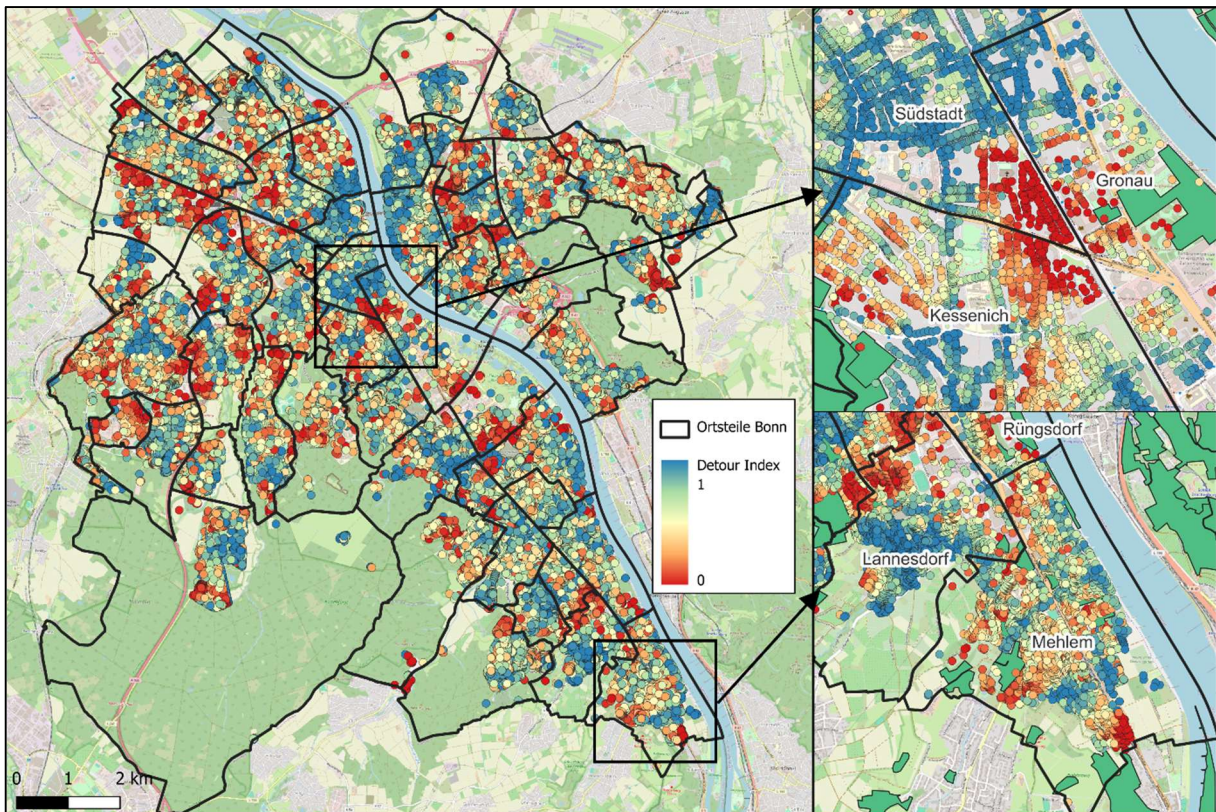 Südstadt
Gronau
Kessenich
Ortsteile Bonn
Detour Index
1
0
Rüngsdorf
Lannesdorf
Mehlem
0 1 2 km